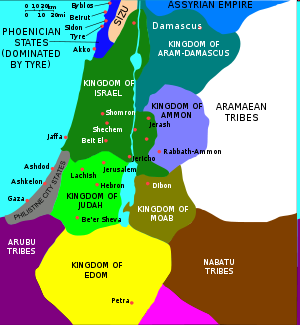 0 10 20 km
0 10 20mi
Byblos
Beirut
Sidon
Tyre
SIZU
ASSYRIAN EMPIRE
Damascus
PHOENICIAN
STATES
(DOMINATED
BY TYRE)
Akko
KINGDOM OF
ARAM-DAMASCUS
KINGDOM OF
ISRAEL
Shomron
Shechem
Beit El
KINGDOM OF
AMMON
Jerash
ARAMAEAN
TRIBES
Jaffa
Rabbath-Ammon
Jericho
Ashdod
Jerusalem
Lachish
Ashkelon
Hebron
Dibon
Gaza
PHILISTINE CITY STATES
KINGDOM OF
JUDAH
Be'er Sheva
KINGDOM OF
MOAB
ARUBU
TRIBES
KINGDOM OF
EDOM
NABATU
TRIBES
Petra